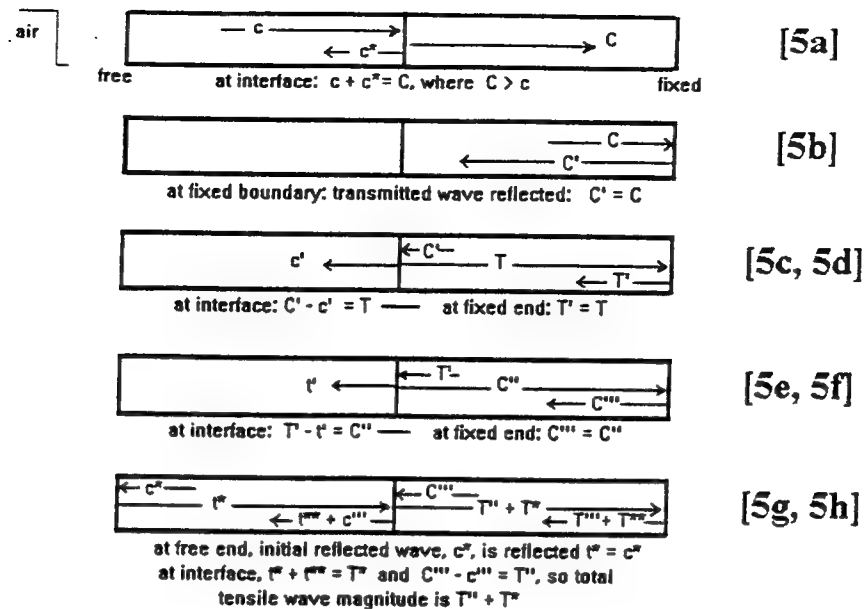 air
c
c*
C
[5a]
free
at interface: c + c* = C, where C > c
fixed
C
C'
[5b]
at fixed boundary: transmitted wave reflected: C' = C
c'
C'
T
T'
[5c, 5d]
at interface: C' - c' = T — at fixed end: T' = T
t'
T'
C"
C"'
[5e, 5f]
at interface: T' - t' = C" — at fixed end: C"' = C"
c*
t*
t** + c"'
C"'
T" + T*
T"' + T**
[5g, 5h]
at free end, initial reflected wave, c*, is reflected t* = c*
at interface, t* + t** = T* and C"' - c"' = T", so total
tensile wave magnitude is T" + T*